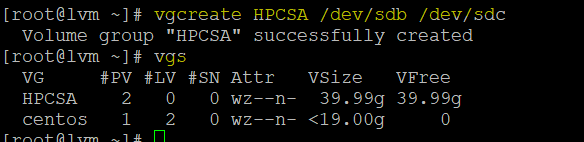 [root@lvm ~]# vgcreate HPCSA /dev/sdb /dev/sdc
  Volume group "HPCSA" successfully created
[root@lvm ~]# vgs
  VG     #PV #LV #SN Attr   VSize   VFree
  HPCSA    2   0   0 wz--n-  39.99g 39.99g
  centos   1   2   0 wz--n- <19.00g     0
[root@lvm ~]#